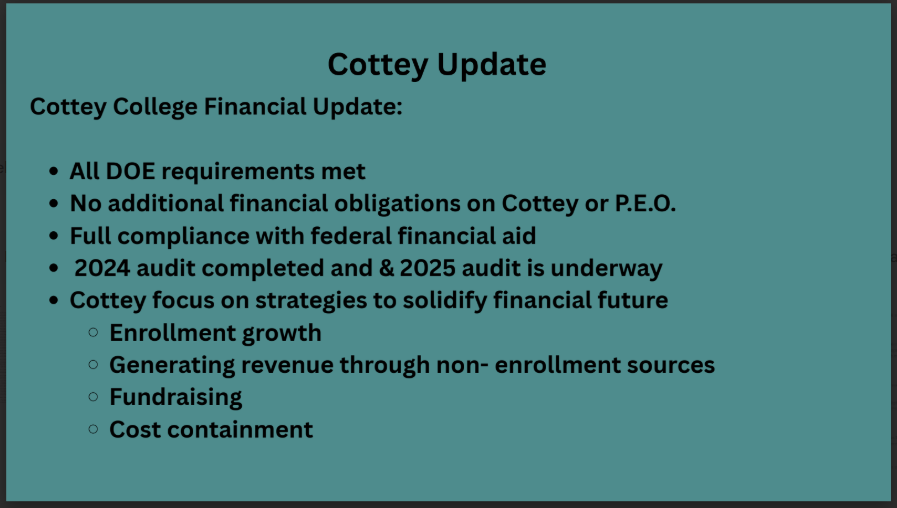 Cottey Update
Cottey College Financial Update:
• All DOE requirements met
• No additional financial obligations on Cottey or P.E.O.
• Full compliance with federal financial aid
• 2024 audit completed and & 2025 audit is underway
• Cottey focus on strategies to solidify financial future
○ Enrollment growth
○ Generating revenue through non- enrollment sources
○ Fundraising
○ Cost containment